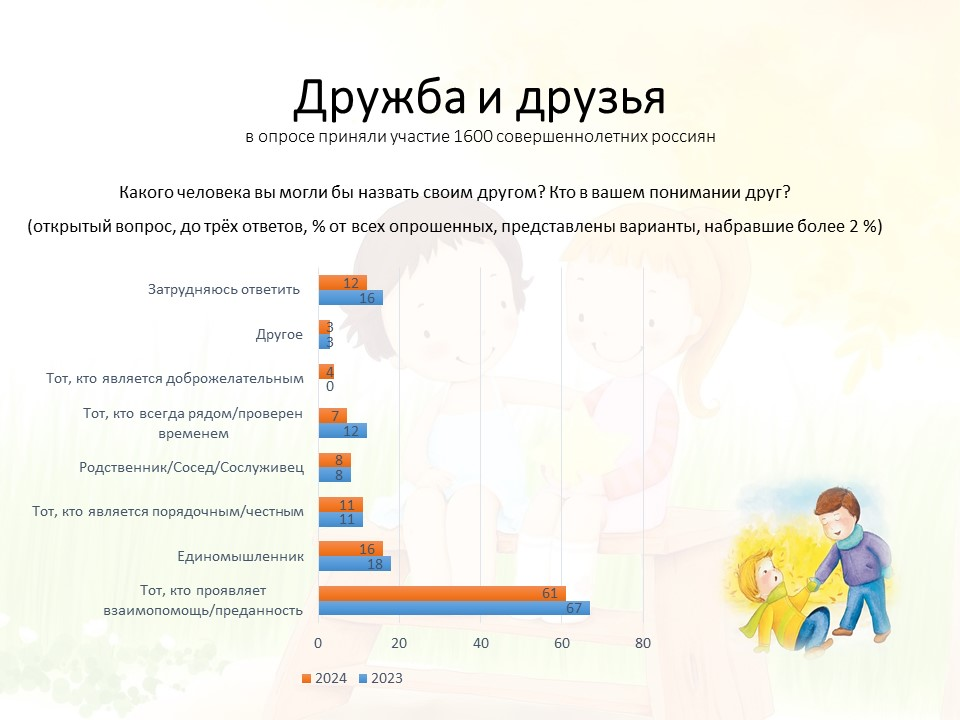 Дружба и друзья
в опросе приняли участие 1600 совершеннолетних россиян
Какого человека вы могли бы назвать своим другом? Кто в вашем понимании друг?
(открытый вопрос, до трёх ответов, % от всех опрошенных, представлены варианты, набравшие более 2 %)
Затрудняюсь ответить
12
16
Другое
3
3
Тот, кто является доброжелательным
4
0
Тот, кто всегда рядом/проверен
временем
7
12
Родственник/Сосед/Сослуживец
8
8
Тот, кто является порядочным/честным
11
11
Единомышленник
16
18
Тот, кто проявляет
взаимопомощь/преданность
61
67
0 20 40 60 80
2024 2023